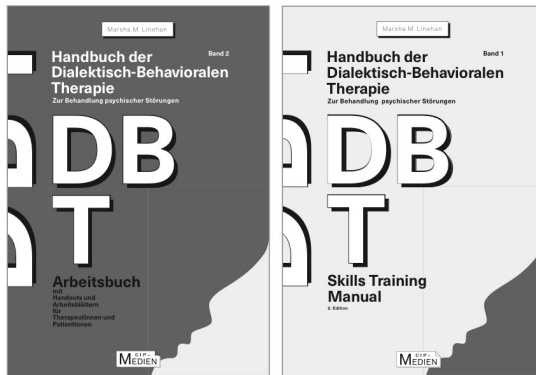 Marsha M. Linehan
Handbuch der
Band 2
Dialektisch-Behavioralen
Therapie
Zur Behandlung psychischer Störungen
DB
T
Arbeitsbuch
mit
Handouts und
Arbeitsblättern
für
TherapeutInnen und
PatientInnen
CIP-
MEDIEN
Marsha M. Linehan
Handbuch der
Band 1
Dialektisch-Behavioralen
Therapie
Zur Behandlung psychischer Störungen
DB
T
Skills Training
Manual
CIP-
MEDIEN